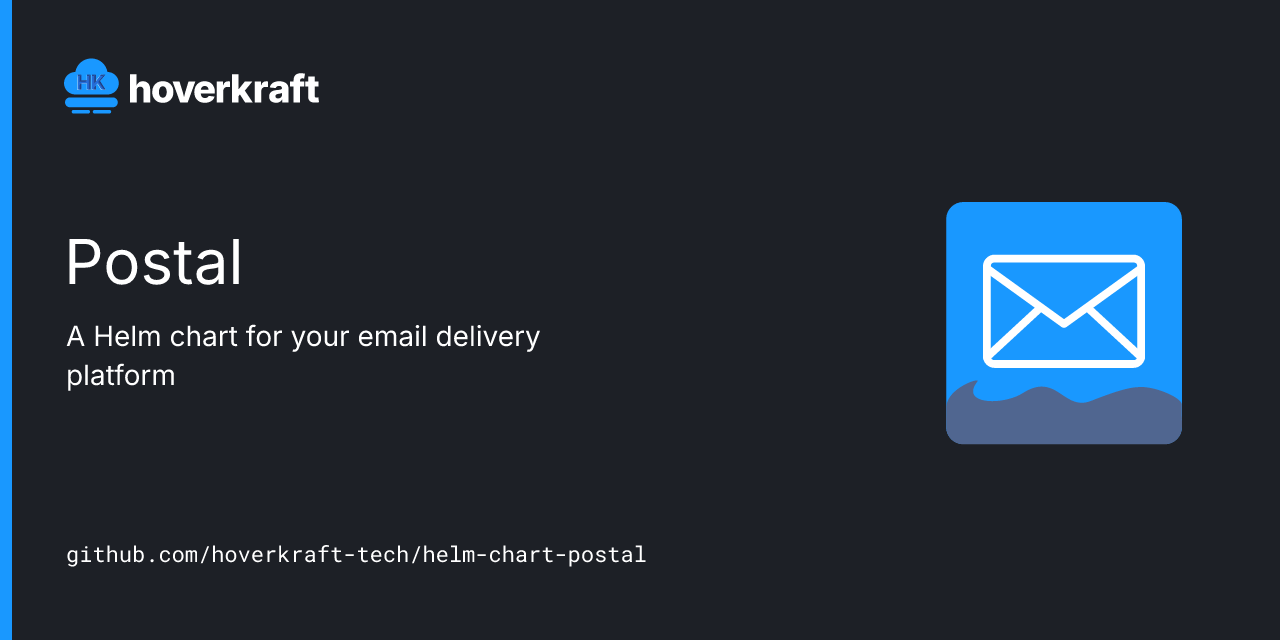 HK
hoverkraft
Postal
A Helm chart for your email delivery
platform
github.com/hoverkraft-tech/helm-chart-postal